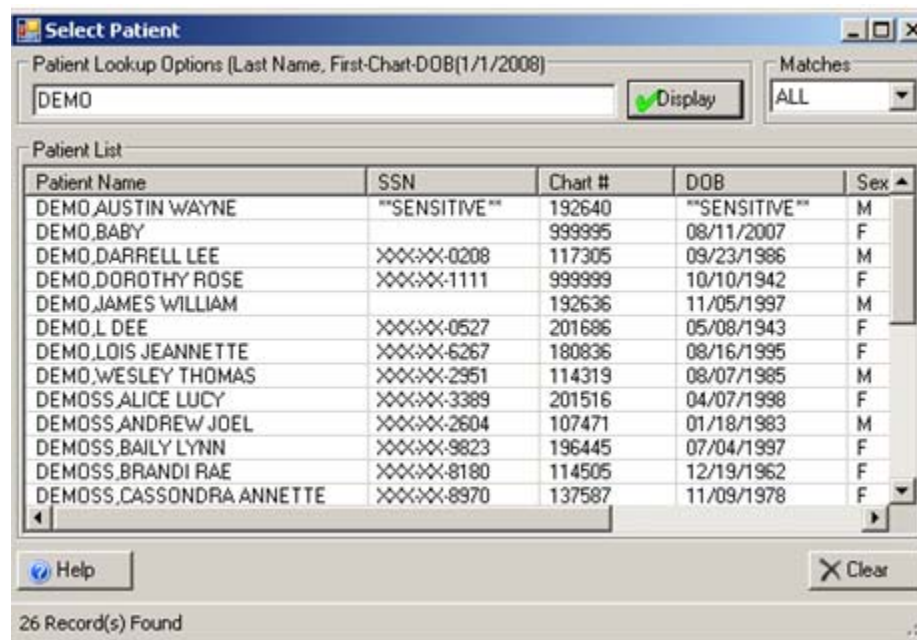 Select Patient
Patient Lookup Options (Last Name, First-Chart-DOB(1/1/2008) Matches
DEMO Display ALL
Patient List
Patient Name SSN Chart # DOB Sex
DEMO,AUSTIN WAYNE **SENSITIVE** 192640 **SENSITIVE** M
DEMO,BABY 999995 08/11/2007 F
DEMO,DARRELL LEE XXX-XX-0208 117305 09/23/1986 M
DEMO,DOROTHY ROSE XXX-XX-1111 999999 10/10/1942 F
DEMO,JAMES WILLIAM 192636 11/05/1997 M
DEMO,L DEE XXX-XX-0527 201686 05/08/1943 F
DEMO,LOIS JEANNETTE XXX-XX-6267 180836 08/16/1995 F
DEMO,WESLEY THOMAS XXX-XX-2951 114319 08/07/1985 M
DEMOSS,ALICE LUCY XXX-XX-3389 201516 04/07/1998 F
DEMOSS,ANDREW JOEL XXX-XX-2604 107471 01/18/1983 M
DEMOSS,BAILY LYNN XXX-XX-9823 196445 07/04/1997 F
DEMOSS,BRANDI RAE XXX-XX-8180 114505 12/19/1962 F
DEMOSS,CASSONDRA ANNETTE XXX-XX-8970 137587 11/09/1978 F
Help Clear
26 Record(s) Found